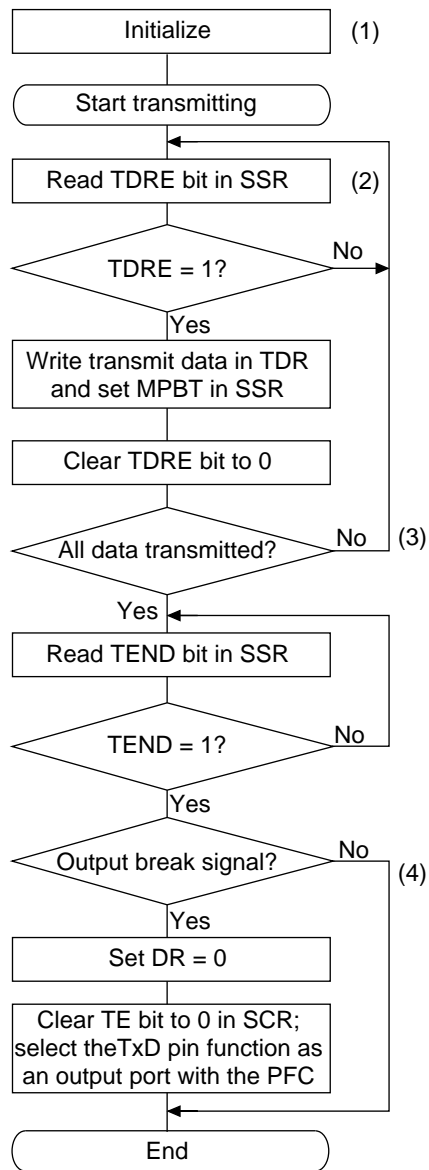 Initialize (1)
Start transmitting
Read TDRE bit in SSR (2)
TDRE = 1? No
Yes
Write transmit data in TDR
and set MPBT in SSR
Clear TDRE bit to 0
All data transmitted? No (3)
Yes
Read TEND bit in SSR
TEND = 1? No
Yes
Output break signal? No (4)
Yes
Set DR = 0
Clear TE bit to 0 in SCR;
select theTxD pin function as
an output port with the PFC
End